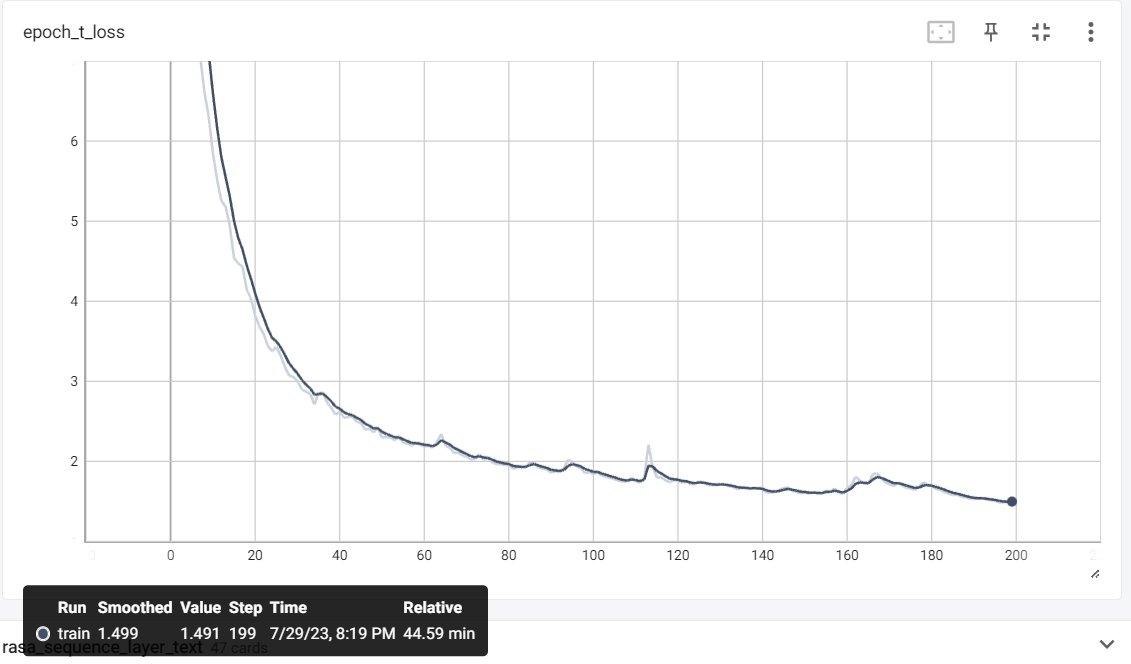 epoch_t_loss
6
5
4
3
2
0 20 40 60 80 100 120 140 160 180 200
Run Smoothed Value Step Time Relative
train 1.499 1.491 199 7/29/23, 8:19 PM 44.59 min
rasa_sequence_layer_text 47 cards